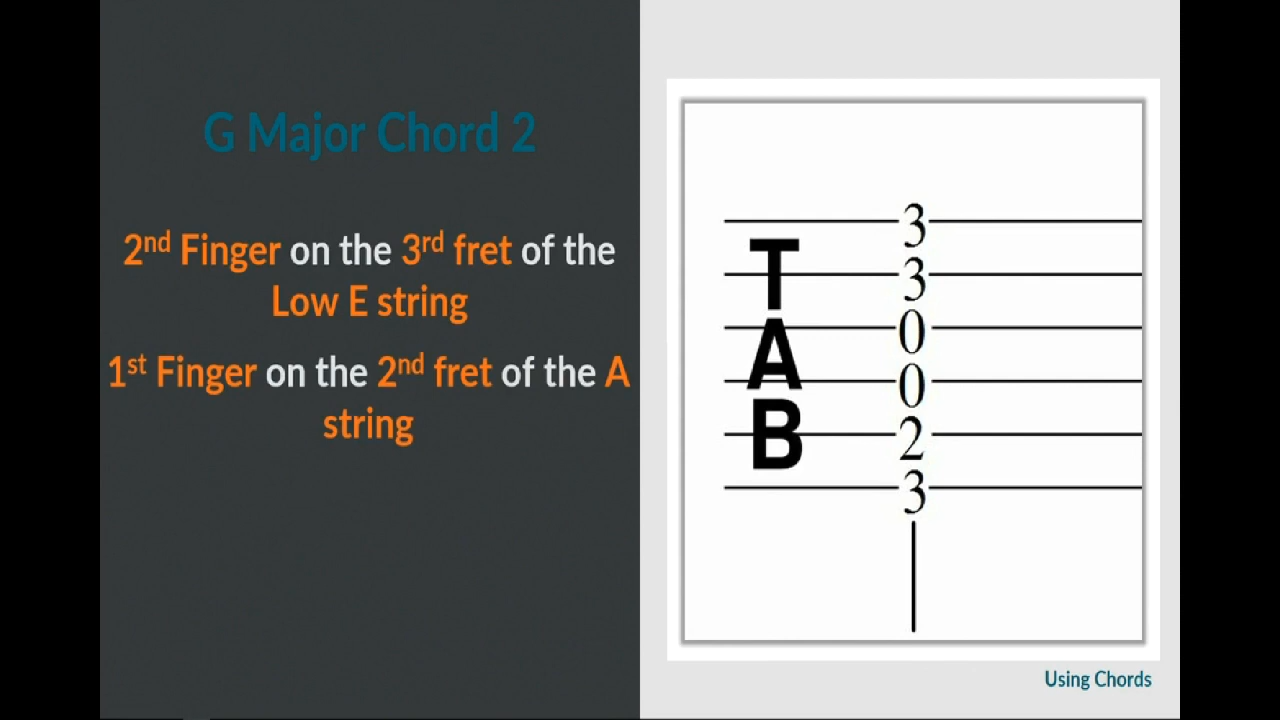 G Major Chord 2
2nd Finger on the 3rd fret of the
Low E string
1st Finger on the 2nd fret of the A
string
T
A
B
3
3
0
0
2
3
Using Chords